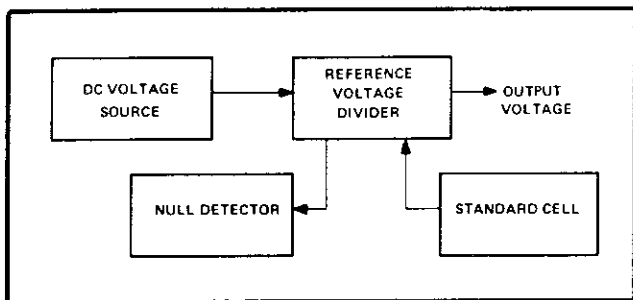 DC VOLTAGE
SOURCE
REFERENCE
VOLTAGE
DIVIDER
OUTPUT
VOLTAGE
NULL DETECTOR
STANDARD CELL